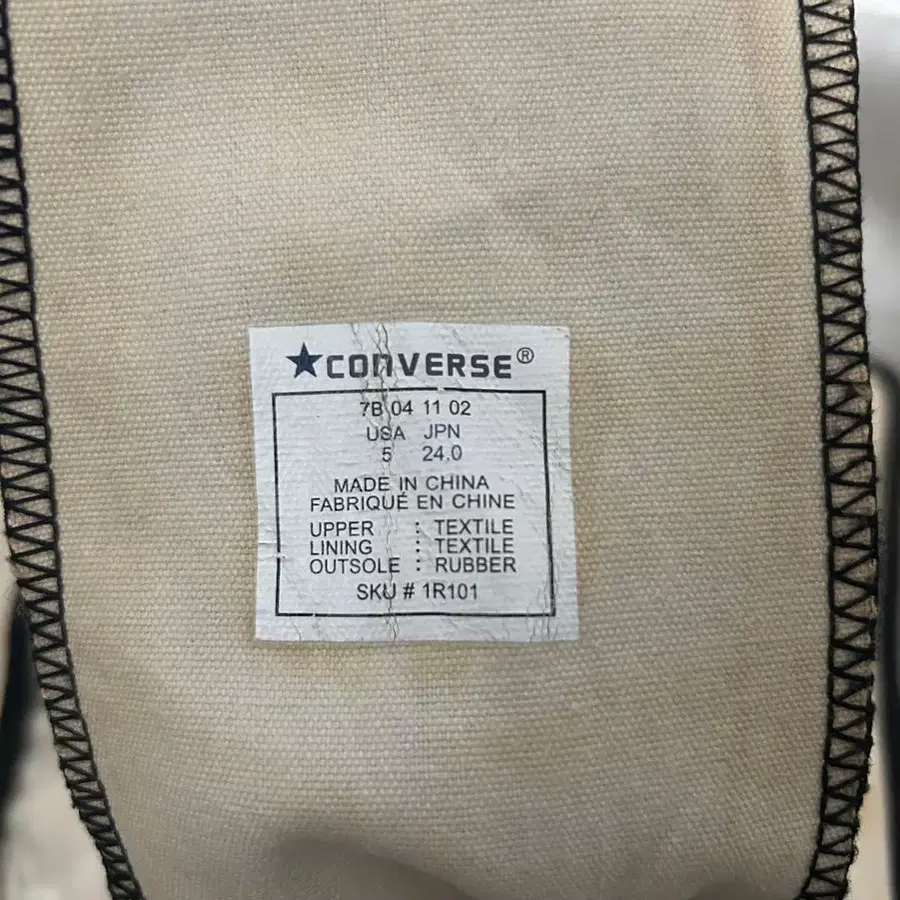 ★CONVERSE®
7B 04 11 02
USA JPN
5 24.0
MADE IN CHINA
FABRIQUÉ EN CHINE
UPPER : TEXTILE
LINING : TEXTILE
OUTSOLE : RUBBER
SKU # 1R101